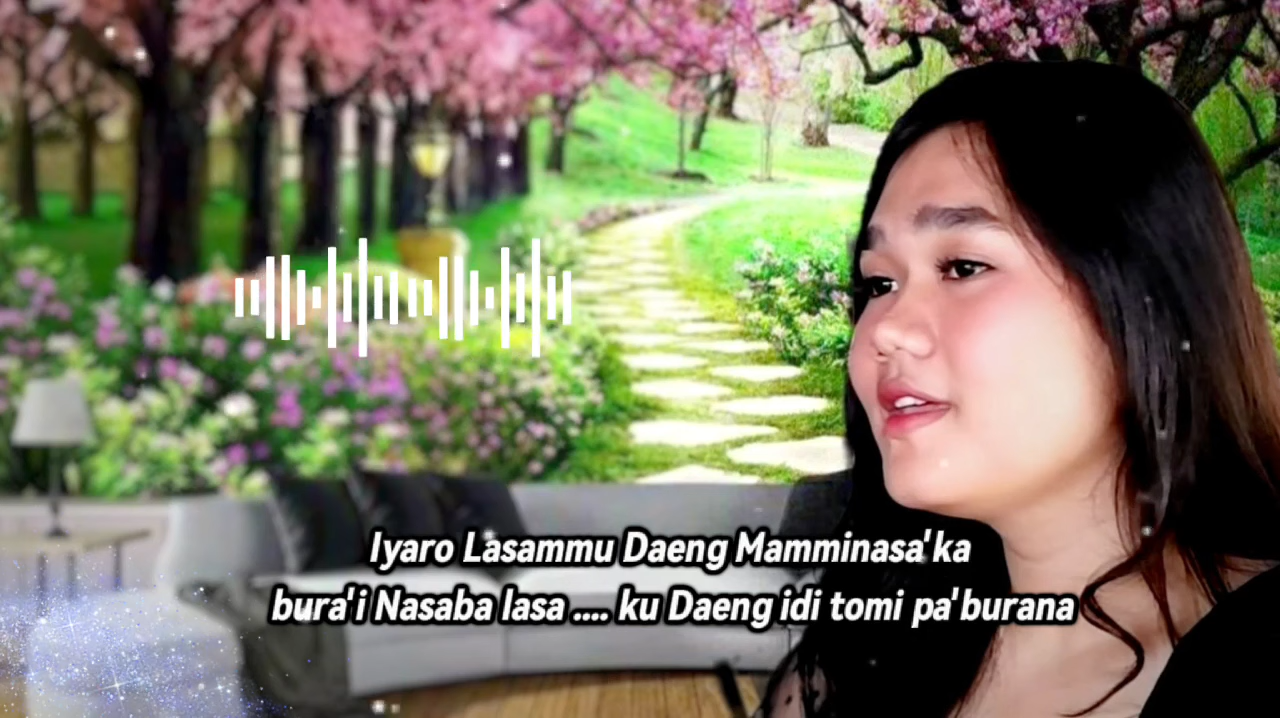 Iyaro Lasammu Daeng Mamminasa'ka
bura'i Nasaba lasa .... ku Daeng idi tomi pa'burana